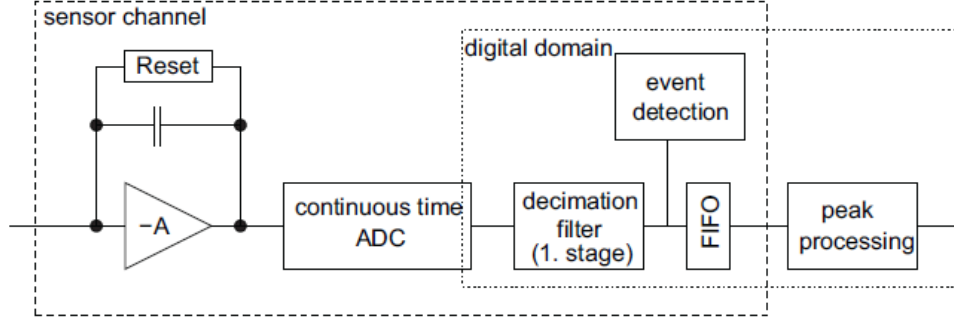 sensor channel
digital domain
Reset
event
detection
−A
continuous time
ADC
decimation
filter
(1. stage)
FIFO
peak
processing